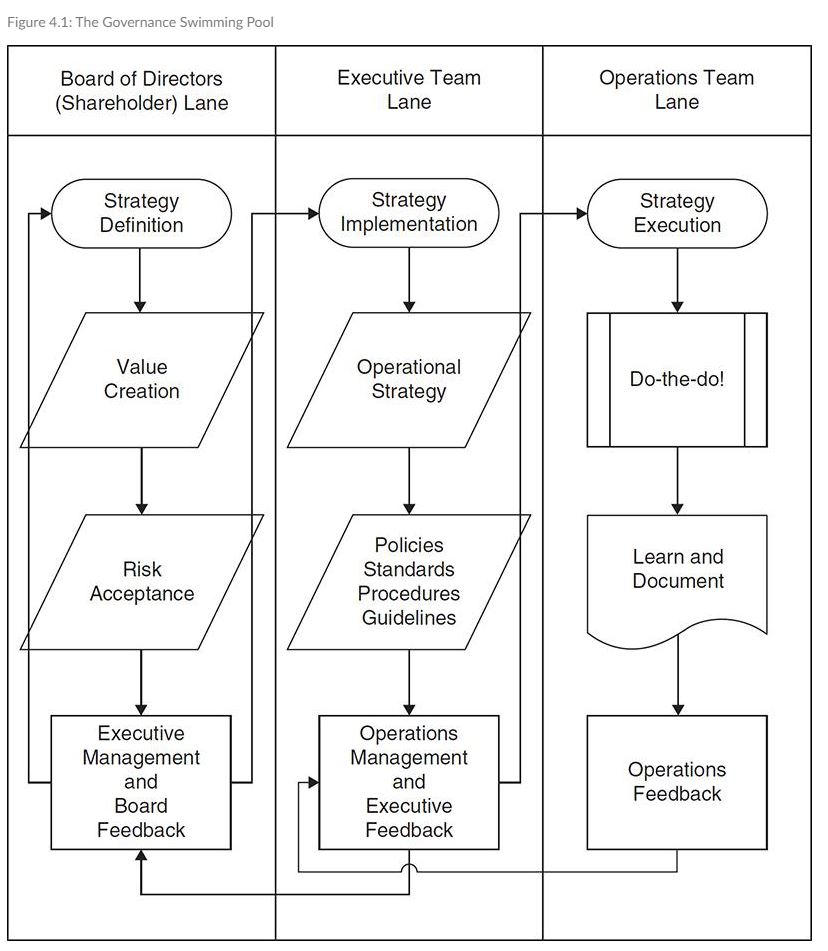 Figure 4.1: The Governance Swimming Pool
Board of Directors
(Shareholder) Lane
Executive Team
Lane
Operations Team
Lane
Strategy
Definition
Value
Creation
Risk
Acceptance
Executive
Management
and
Board
Feedback
Strategy
Implementation
Operational
Strategy
Policies
Standards
Procedures
Guidelines
Operations
Management
and
Executive
Feedback
Strategy
Execution
Do-the-do!
Learn and
Document
Operations
Feedback